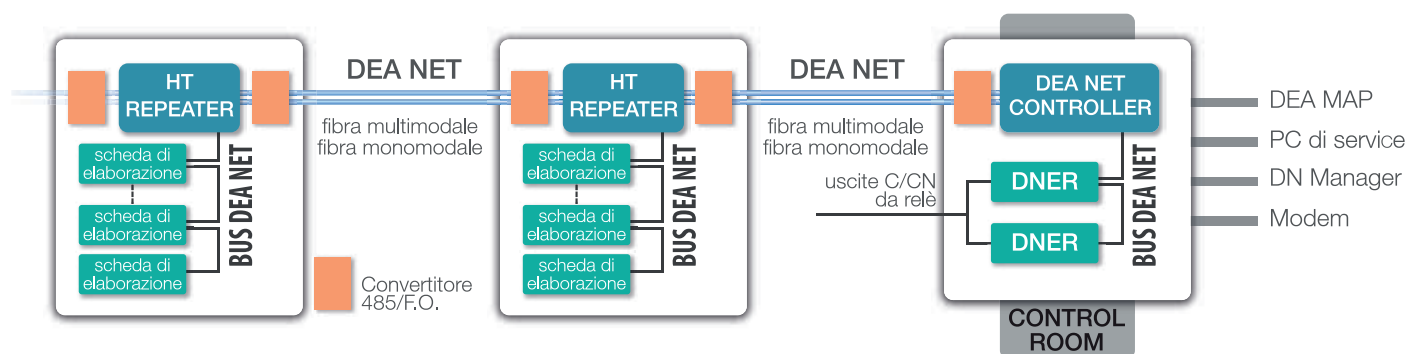 HT
REPEATER
scheda di
elaborazione
scheda di
elaborazione
scheda di
elaborazione
BUS DEA NET
DEA NET
fibra multimodale
fibra monomodale
Convertitore
485/F.O.
HT
REPEATER
scheda di
elaborazione
scheda di
elaborazione
scheda di
elaborazione
BUS DEA NET
DEA NET
fibra multimodale
fibra monomodale
uscite C/CN
da relè
DEA NET
CONTROLLER
DNER
DNER
BUS DEA NET
CONTROL
ROOM
DEA MAP
PC di service
DN Manager
Modem